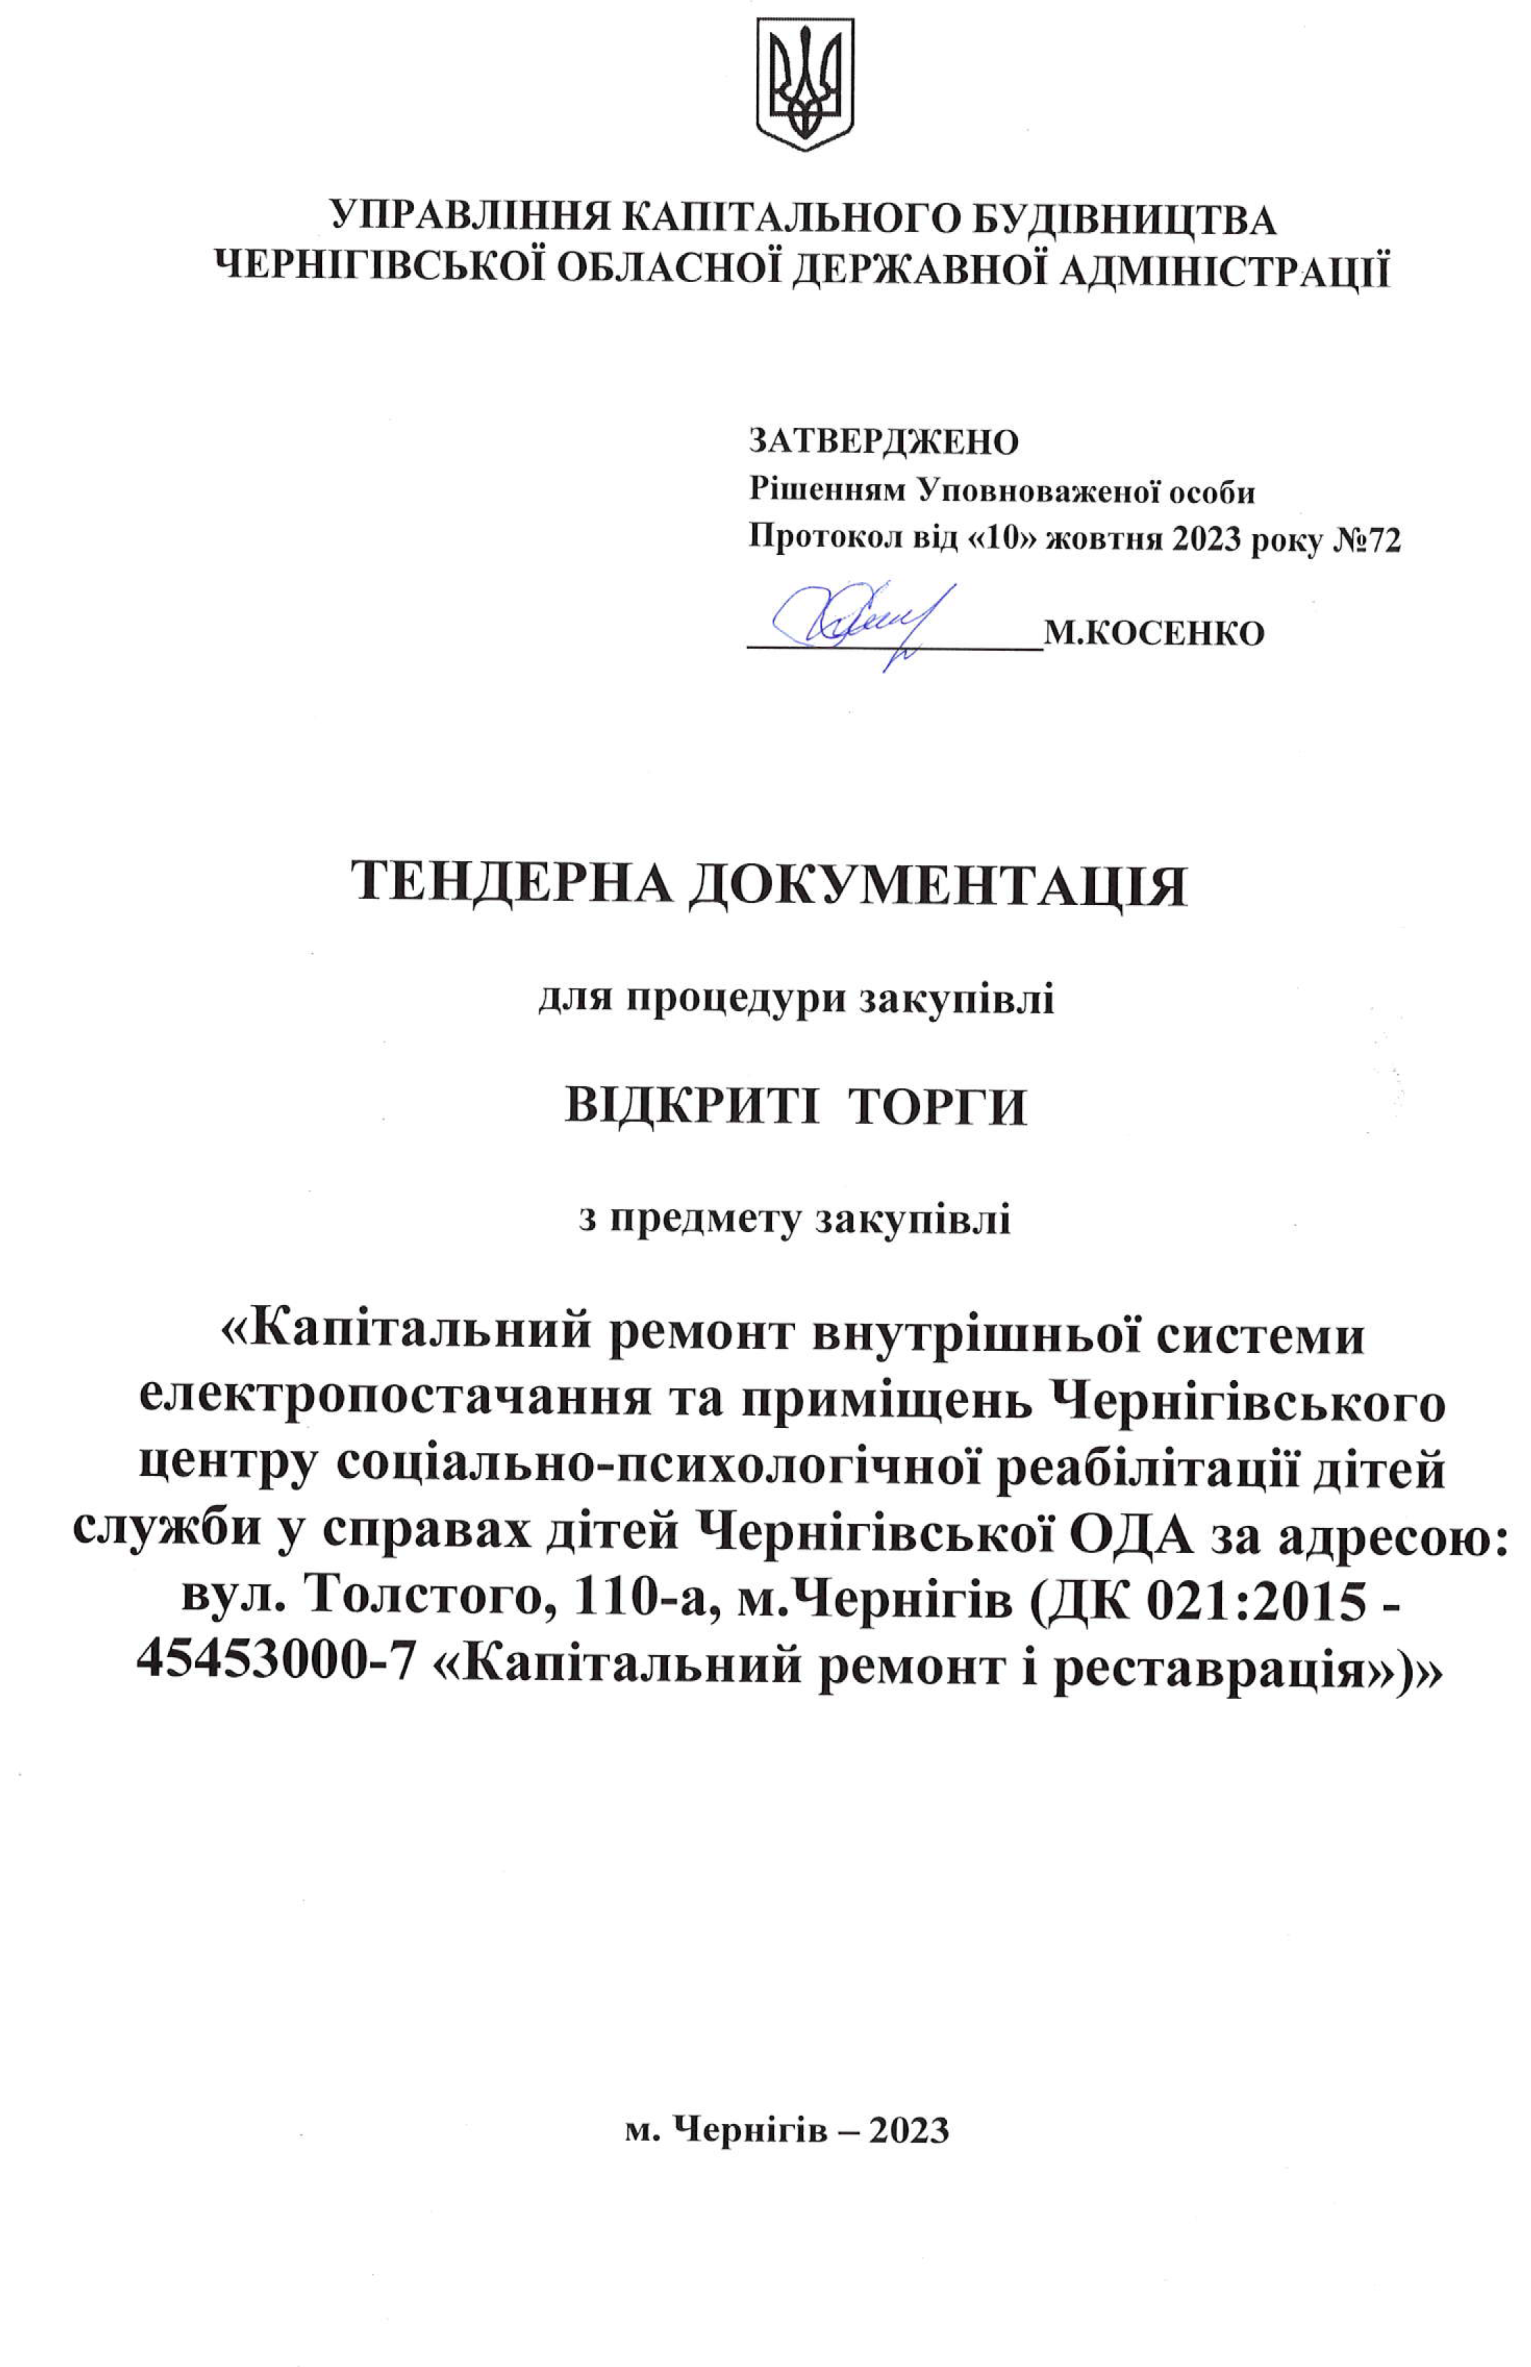 УПРАВЛІННЯ КАПІТАЛЬНОГО БУДІВНИЦТВА
ЧЕРНІГІВСЬКОЇ ОБЛАСНОЇ ДЕРЖАВНОЇ АДМІНІСТРАЦІЇ
ЗАТВЕРДЖЕНО
Рішенням Уповноваженої особи
Протокол від «10» жовтня 2023 року №72
М.КОСЕНКО
ТЕНДЕРНА ДОКУМЕНТАЦІЯ
для процедури закупівлі
ВІДКРИТІ ТОРГИ
з предмету закупівлі
«Капітальний ремонт внутрішньої системи
електропостачання та приміщень Чернігівського
центру соціально-психологічної реабілітації дітей
служби у справах дітей Чернігівської ОДА за адресою:
вул. Толстого, 110-а, м.Чернігів (ДК 021:2015 -
45453000-7 «Капітальний ремонт і реставрація»)»
м. Чернігів – 2023